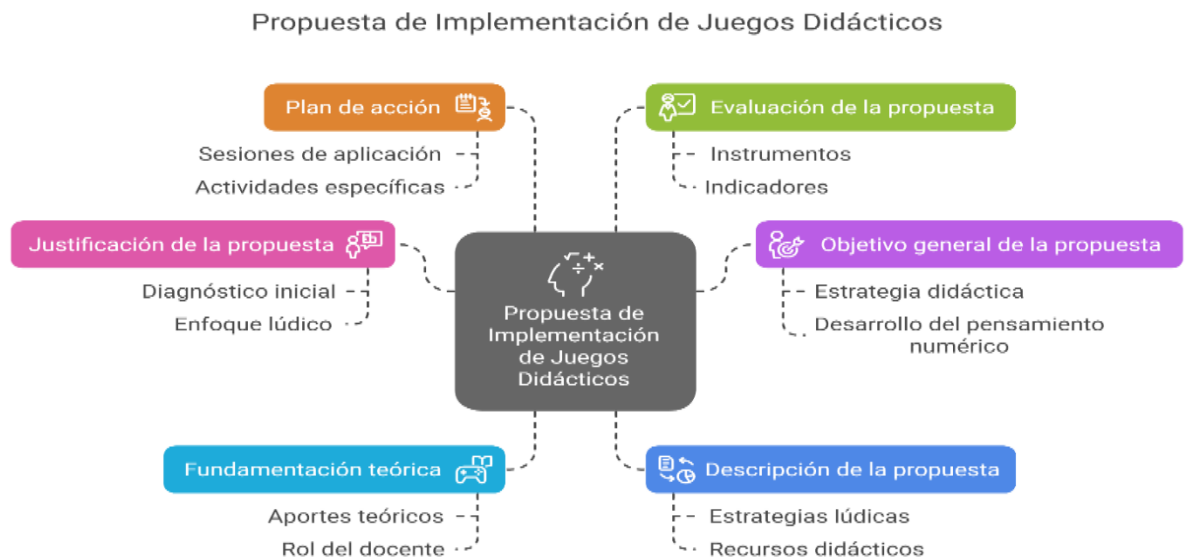 Propuesta de Implementación de Juegos Didácticos
Plan de acción
Sesiones de aplicación
Actividades específicas
Evaluación de la propuesta
Instrumentos
Indicadores
Justificación de la propuesta
Diagnóstico inicial
Enfoque lúdico
Objetivo general de la propuesta
Estrategia didáctica
Desarrollo del pensamiento
numérico
Propuesta de
Implementación
de Juegos
Didácticos
Fundamentación teórica
Aportes teóricos
Rol del docente
Descripción de la propuesta
Estrategias lúdicas
Recursos didácticos